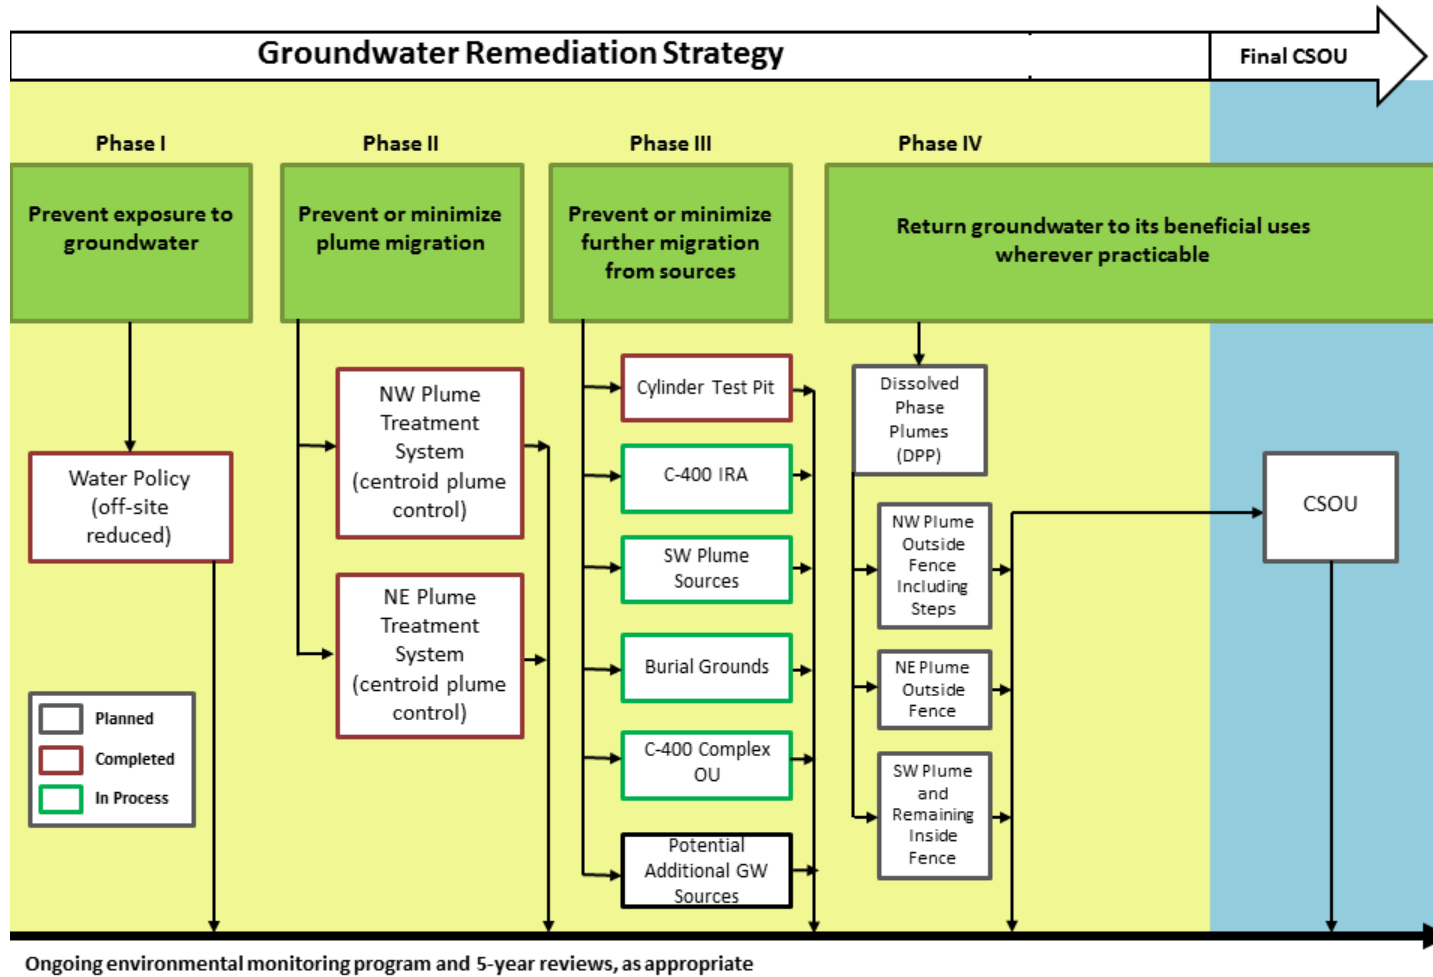 Groundwater Remediation Strategy
Final CSOU
Phase I
Phase II
Phase III
Phase IV
Prevent exposure to
groundwater
Prevent or minimize
plume migration
Prevent or minimize
further migration
from sources
Return groundwater to its beneficial uses
wherever practicable
Water Policy
(off-site
reduced)
NW Plume
Treatment
System
(centroid plume
control)
NE Plume
Treatment
System
(centroid plume
control)
Cylinder Test Pit
C-400 IRA
SW Plume
Sources
Burial Grounds
C-400 Complex
OU
Potential
Additional GW
Sources
Dissolved
Phase
Plumes
(DPP)
NW Plume
Outside
Fence
Including
Steps
NE Plume
Outside
Fence
SW Plume
and
Remaining
Inside
Fence
CSOU
Planned
Completed
In Process
Ongoing environmental monitoring program and 5-year reviews, as appropriate